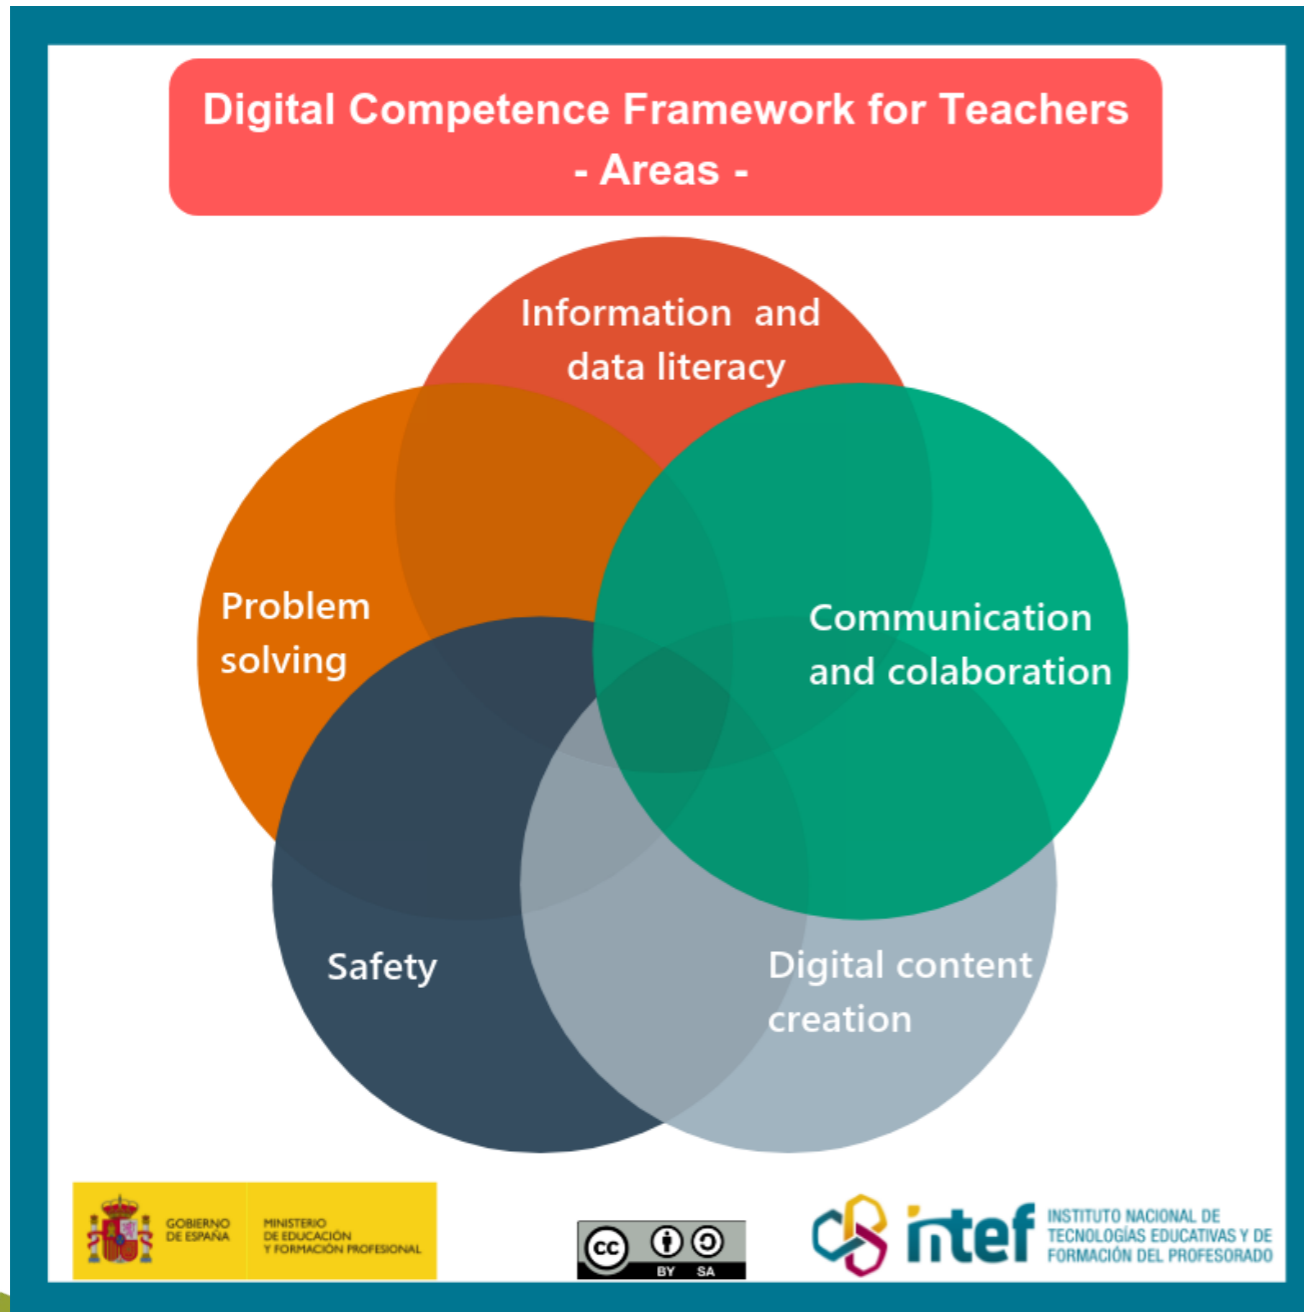 Digital Competence Framework for Teachers
- Areas -
Information and
data literacy
Problem
solving
Communication
and colaboration
Safety
Digital content
creation
GOBIERNO
DE ESPAÑA
MINISTERIO
DE EDUCACIÓN
Y FORMACIÓN PROFESIONAL
cc
BY SA
intef
INSTITUTO NACIONAL DE
TECNOLOGÍAS EDUCATIVAS Y DE
FORMACIÓN DEL PROFESORADO